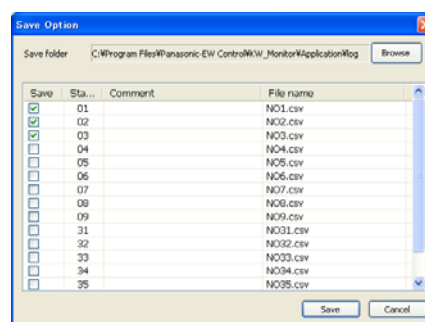 Save Option
Save folder C:¥Program Files¥Panasonic-EW Control¥KW_Monitor¥Application¥log Browse
Save Sta... Comment File name
01 NO1.csv
02 NO2.csv
03 NO3.csv
04 NO4.csv
05 NO5.csv
06 NO6.csv
07 NO7.csv
08 NO8.csv
09 NO9.csv
31 NO31.csv
32 NO32.csv
33 NO33.csv
34 NO34.csv
35 NO35.csv
Save Cancel